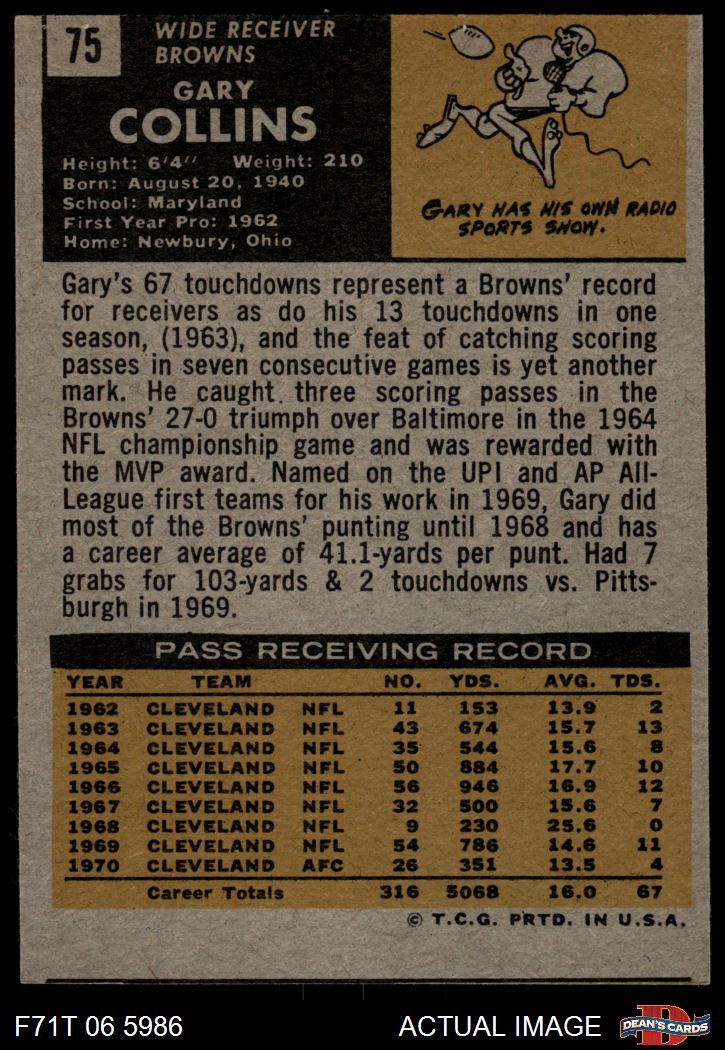 75
WIDE RECEIVER
BROWNS
GARY
COLLINS
Height: 6'4" Weight: 210
Born: August 20, 1940
School: Maryland
First Year Pro: 1962
Home: Newbury, Ohio
GARY HAS HIS OWN RADIO
SPORTS SHOW.
Gary's 67 touchdowns represent a Browns' record
for receivers as do his 13 touchdowns in one
season, (1963), and the feat of catching scoring
passes in seven consecutive games is yet another
mark. He caught three scoring passes in the
Browns' 27-0 triumph over Baltimore in the 1964
NFL championship game and was rewarded with
the MVP award. Named on the UPI and AP All-
League first teams for his work in 1969, Gary did
most of the Browns' punting until 1968 and has
a career average of 41.1-yards per punt. Had 7
grabs for 103-yards & 2 touchdowns vs. Pitts-
burgh in 1969.
PASS RECEIVING RECORD
YEAR TEAM NO. YDS. AVG. TDS.
1962 CLEVELAND NFL 11 153 13.9 2
1963 CLEVELAND NFL 43 674 15.7 13
1964 CLEVELAND NFL 35 544 15.6 8
1965 CLEVELAND NFL 50 884 17.7 10
1966 CLEVELAND NFL 56 946 16.9 12
1967 CLEVELAND NFL 32 500 15.6 7
1968 CLEVELAND NFL 9 230 25.6 0
1969 CLEVELAND NFL 54 786 14.6 11
1970 CLEVELAND AFC 26 351 13.5 4
Career Totals 316 5068 16.0 67
© T.C.G. PRTD. IN U.S.A.
F71T 06 5986 ACTUAL IMAGE D DEAN'S CARDS